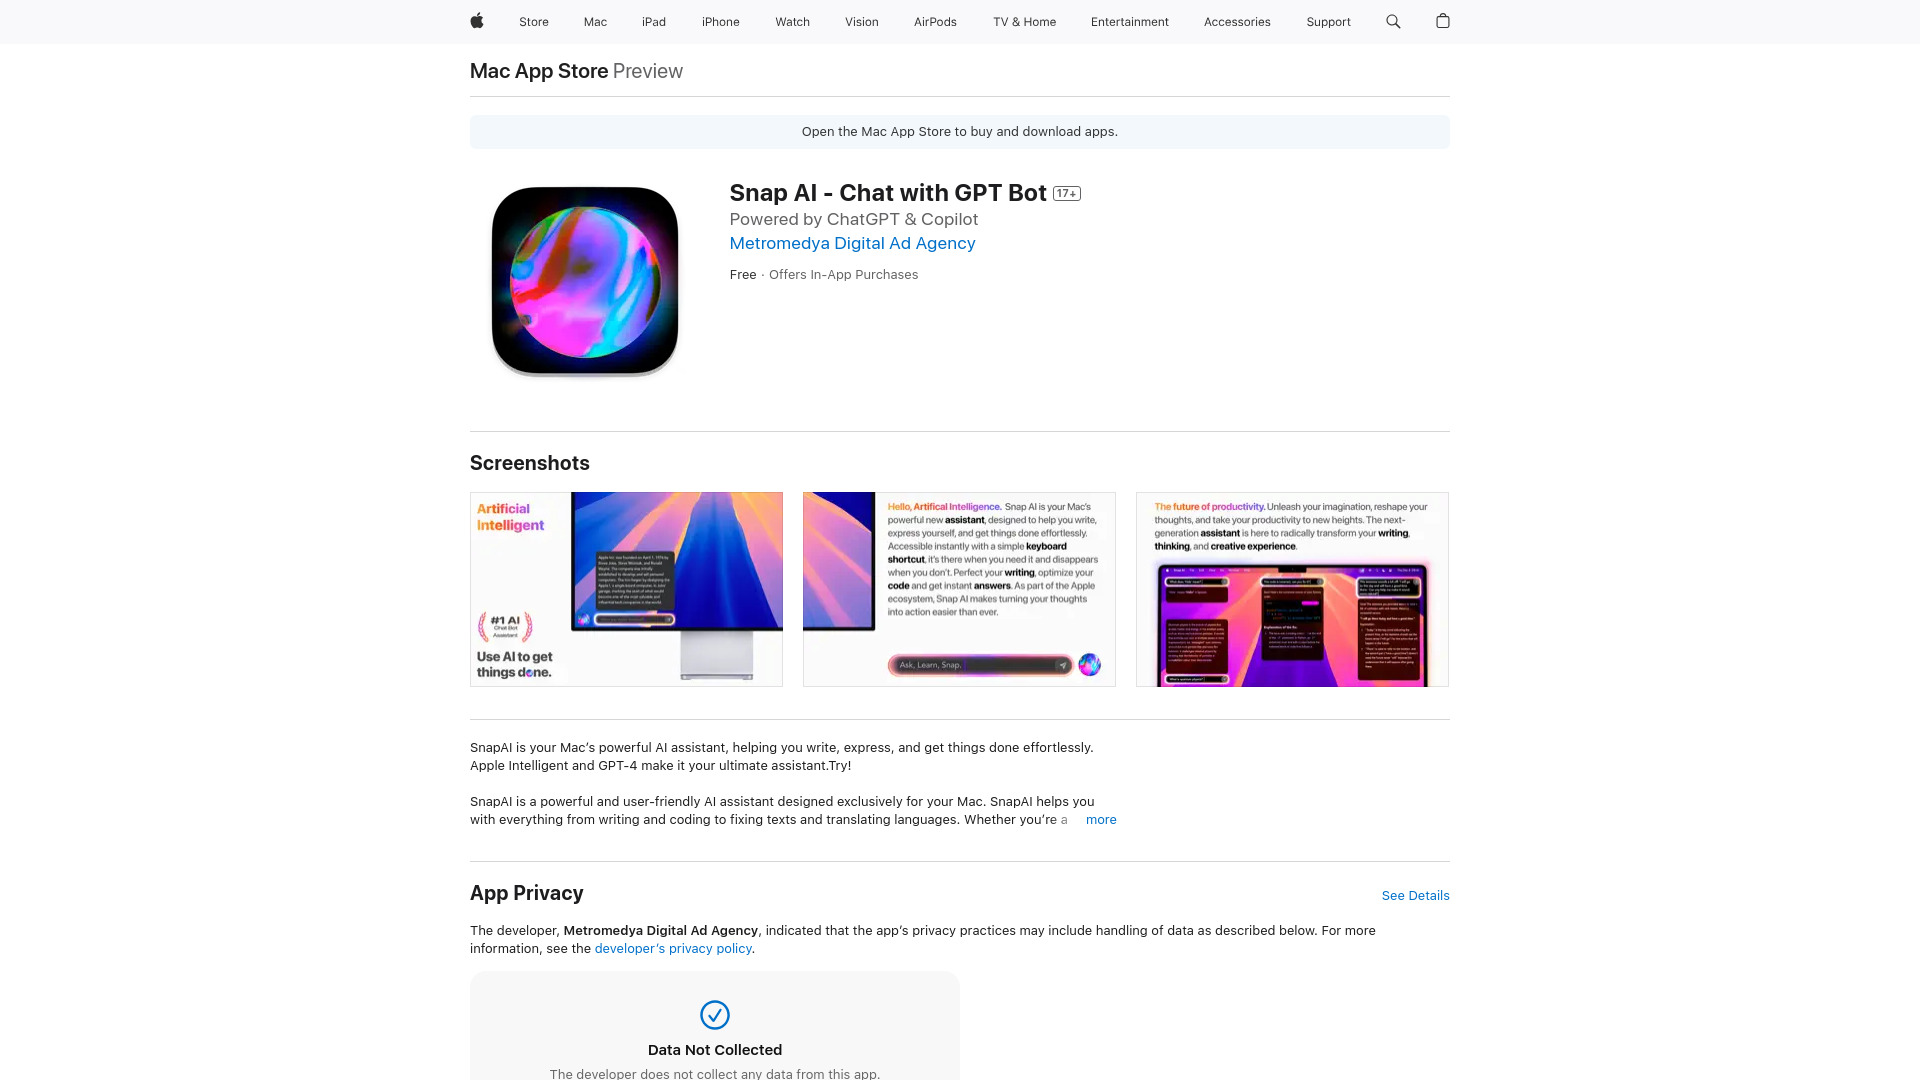 Store Mac iPad iPhone Watch Vision AirPods TV & Home Entertainment Accessories Support
Mac App Store Preview
Open the Mac App Store to buy and download apps.
Snap AI - Chat with GPT Bot 17+
Powered by ChatGPT & Copilot
Metromedya Digital Ad Agency
Free · Offers In-App Purchases
Screenshots
Artificial
Intelligent
#1 AI
Chat Bot
Assistant
Use AI to get
things done.
Hello, Artifical Intelligence. Snap AI is your Mac's
powerful new assistant, designed to help you write,
express yourself, and get things done effortlessly.
Accessible instantly with a simple keyboard
shortcut, it's there when you need it and disappears
when you don't. Perfect your writing, optimize your
code and get instant answers. As part of the Apple
ecosystem, Snap AI makes turning your thoughts
into action easier than ever.
Ask, Learn, Snap.
The future of productivity. Unleash your imagination, reshape your
thoughts, and take your productivity to new heights. The next-
generation assistant is here to radically transform your writing,
thinking, and creative experience.
SnapAI is your Mac’s powerful AI assistant, helping you write, express, and get things done effortlessly.
Apple Intelligent and GPT-4 make it your ultimate assistant.Try!
SnapAI is a powerful and user-friendly AI assistant designed exclusively for your Mac. SnapAI helps you
with everything from writing and coding to fixing texts and translating languages. Whether you’re a more
App Privacy
See Details
The developer, Metromedya Digital Ad Agency, indicated that the app’s privacy practices may include handling of data as described below. For more
information, see the developer’s privacy policy.
Data Not Collected
The developer does not collect any data from this app.